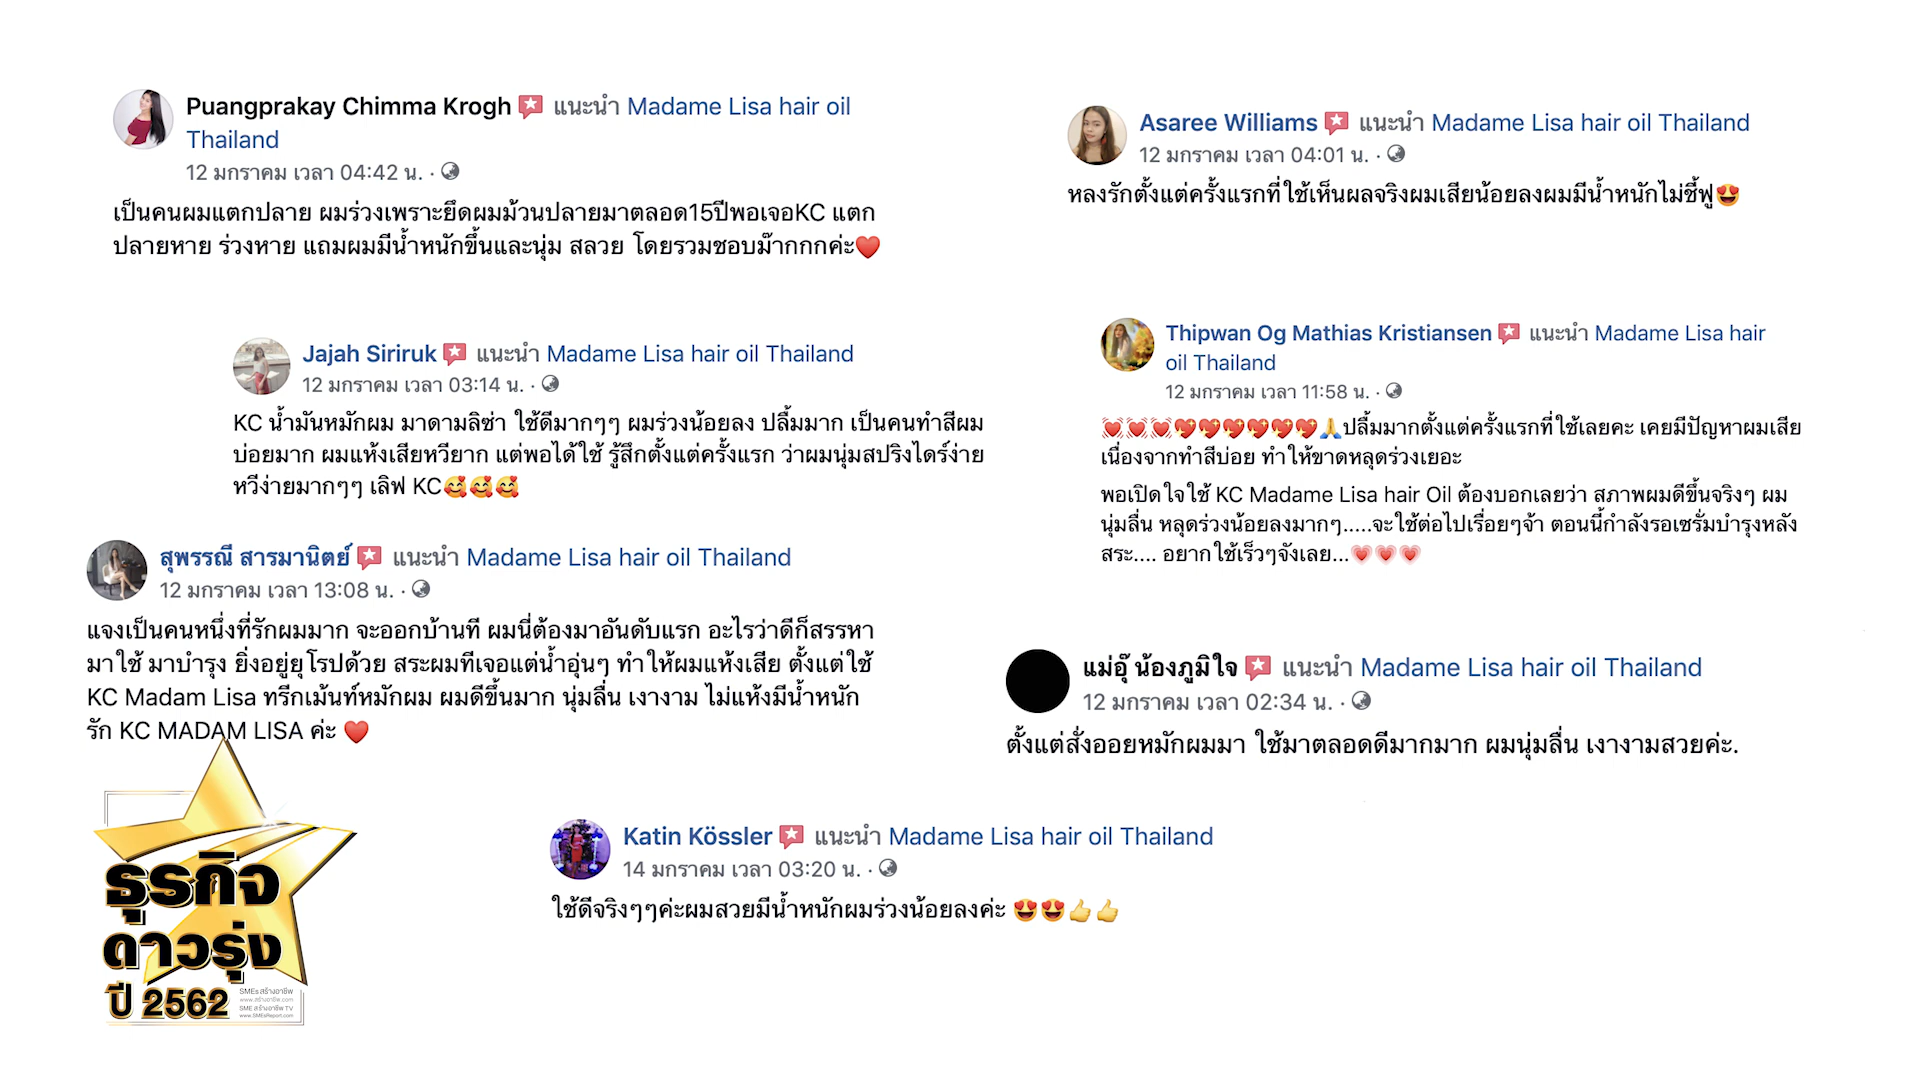 Puangprakay Chimma Krogh แนะนำ Madame Lisa hair oil
Thailand
12 มกราคม เวลา 04:42 น. ·
เป็นคนผมแตกปลาย ผมร่วงเพราะยืดผมม้วนปลายมาตลอด15ปีพอเจอKC แตก
ปลายหาย ร่วงหาย แถมผมมีน้ำหนักขึ้นและนุ่ม สลวย โดยรวมชอบม๊ากกกค่ะ❤️
Asaree Williams แนะนำ Madame Lisa hair oil Thailand
12 มกราคม เวลา 04:01 น. ·
หลงรักตั้งแต่ครั้งแรกที่ใช้เห็นผลจริงผมเสียน้อยลงผมมีน้ำหนักไม่ชี้ฟู😍
Jajah Siriruk แนะนำ Madame Lisa hair oil Thailand
12 มกราคม เวลา 03:14 น. ·
KC น้ำมันหมักผม มาดามลิซ่า ใช้ดีมากๆๆ ผมร่วงน้อยลง ปลื้มมาก เป็นคนทำสีผม
บ่อยมาก ผมแห้งเสียหวียาก แต่พอได้ใช้ รู้สึกตั้งแต่ครั้งแรก ว่าผมนุ่มสปริงไดร์ง่าย
หวีง่ายมากๆๆ เลิฟ KC🥰🥰🥰
Thipwan Og Mathias Kristiansen แนะนำ Madame Lisa hair
oil Thailand
12 มกราคม เวลา 11:58 น. ·
💓💓💓💖💖💖💖💖💖🙏ปลื้มมากตั้งแต่ครั้งแรกที่ใช้เลยคะ เคยมีปัญหาผมเสีย
เนื่องจากทำสีบ่อย ทำให้ขาดหลุดร่วงเยอะ
พอเปิดใจใช้ KC Madame Lisa hair Oil ต้องบอกเลยว่า สภาพผมดีขึ้นจริงๆ ผม
นุ่มลื่น หลุดร่วงน้อยลงมากๆ.....จะใช้ต่อไปเรื่อยๆจ้า ตอนนี้กำลังรอเซรั่มบำรุงหลัง
สระ.... อยากใช้เร็วๆจังเลย...💗💗💗
สุพรรณี สารมานิตย์ แนะนำ Madame Lisa hair oil Thailand
12 มกราคม เวลา 13:08 น. ·
แจงเป็นคนหนึ่งที่รักผมมาก จะออกบ้านที ผมนี่ต้องมาอันดับแรก อะไรว่าดีก็สรรหา
มาใช้ มาบำรุง ยิ่งอยู่ยุโรปด้วย สระผมทีเจอแต่น้ำอุ่นๆ ทำให้ผมแห้งเสีย ตั้งแต่ใช้
KC Madam Lisa ทรีทเม้นท์หมักผม ผมดีขึ้นมาก นุ่มลื่น เงางาม ไม่แห้งมีน้ำหนัก
รัก KC MADAM LISA ค่ะ ❤️
แม่อุ๊ น้องภูมิใจ แนะนำ Madame Lisa hair oil Thailand
12 มกราคม เวลา 02:34 น. ·
ตั้งแต่สั่งออยหมักผมมา ใช้มาตลอดดีมากมาก ผมนุ่มลื่น เงางามสวยค่ะ.
Katin Kössler แนะนำ Madame Lisa hair oil Thailand
14 มกราคม เวลา 03:20 น. ·
ใช้ดีจริงๆๆค่ะผมสวยมีน้ำหนักผมร่วงน้อยลงค่ะ 😍😍👍👍
ธุรกิจ
ดาวรุ่ง
ปี 2562
SMEs สร้างอาชีพ
www.สร้างอาชีพ.com
SME สร้างอาชีพ TV
www.SMEsReport.com